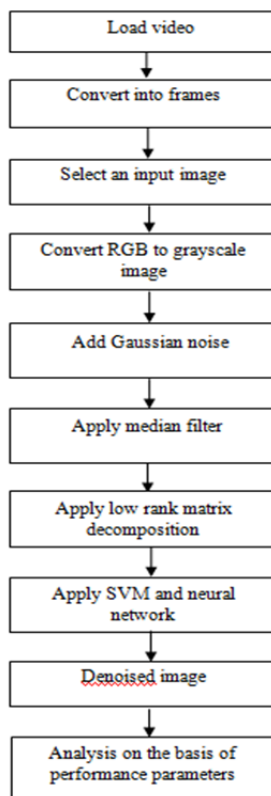 Load video
Convert into frames
Select an input image
Convert RGB to grayscale
image
Add Gaussian noise
Apply median filter
Apply low rank matrix
decomposition
Apply SVM and neural
network
Denoised image
Analysis on the basis of
performance parameters